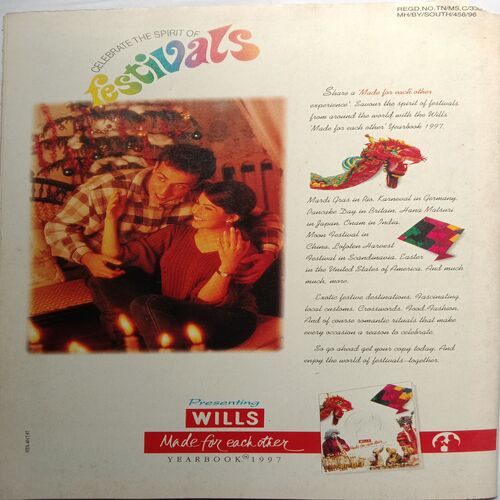 REGD.NO.TN/MS.C/33
MH/BY/SOUTH/458/96
CELEBRATE THE SPIRIT OF
festivals
Share a 'Made for each other
experience'. Savour the spirit of festivals
from around the world with the Wills
'Made for each other' Yearbook 1997.
Mardi Gras in Rio. Karneval in Germany.
Pancake Day in Britain. Hana Matsuri
in Japan. Onam in India.
Moon Festival in
China. Lofoten Harvest
Festival in Scandinavia. Easter
in the United States of America. And much
much, more.
Exotic festive destinations. Fascinating
local customs. Crosswords. Food. Fashion.
And of course romantic rituals that make
every occasion a reason to celebrate.
So go ahead get your copy today. And
enjoy the world of festivals—together.
Presenting
WILLS
Made for each other
YEARBOOK 1997
WILLS
Made for each other